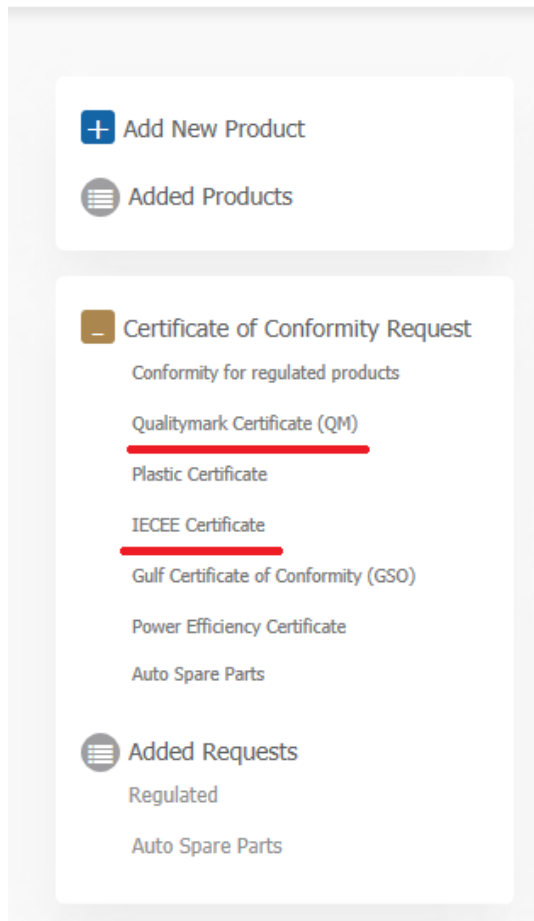 Add New Product
Added Products
Certificate of Conformity Request
Conformity for regulated products
Qualitymark Certificate (QM)
Plastic Certificate
IECEE Certificate
Gulf Certificate of Conformity (GSO)
Power Efficiency Certificate
Auto Spare Parts
Added Requests
Regulated
Auto Spare Parts